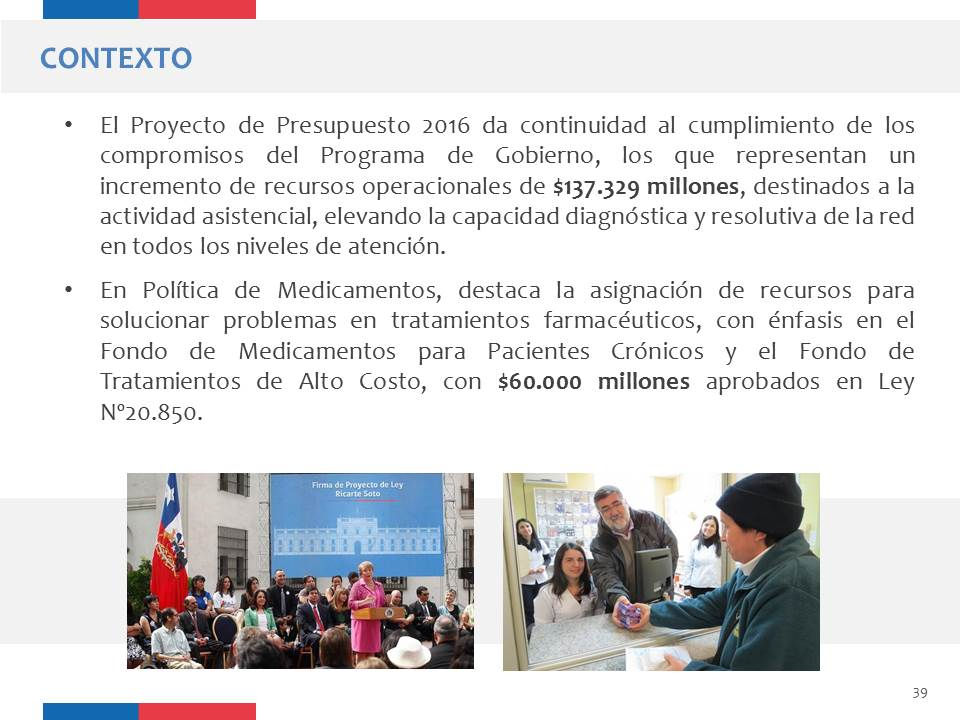 CONTEXTO
• El Proyecto de Presupuesto 2016 da continuidad al cumplimiento de los
compromisos del Programa de Gobierno, los que representan un
incremento de recursos operacionales de $137.329 millones, destinados a la
actividad asistencial, elevando la capacidad diagnóstica y resolutiva de la red
en todos los niveles de atención.
• En Política de Medicamentos, destaca la asignación de recursos para
solucionar problemas en tratamientos farmacéuticos, con énfasis en el
Fondo de Medicamentos para Pacientes Crónicos y el Fondo de
Tratamientos de Alto Costo, con $60.000 millones aprobados en Ley
Nº20.850.
Firma de Proyecto de Ley
Ricarte Soto
39